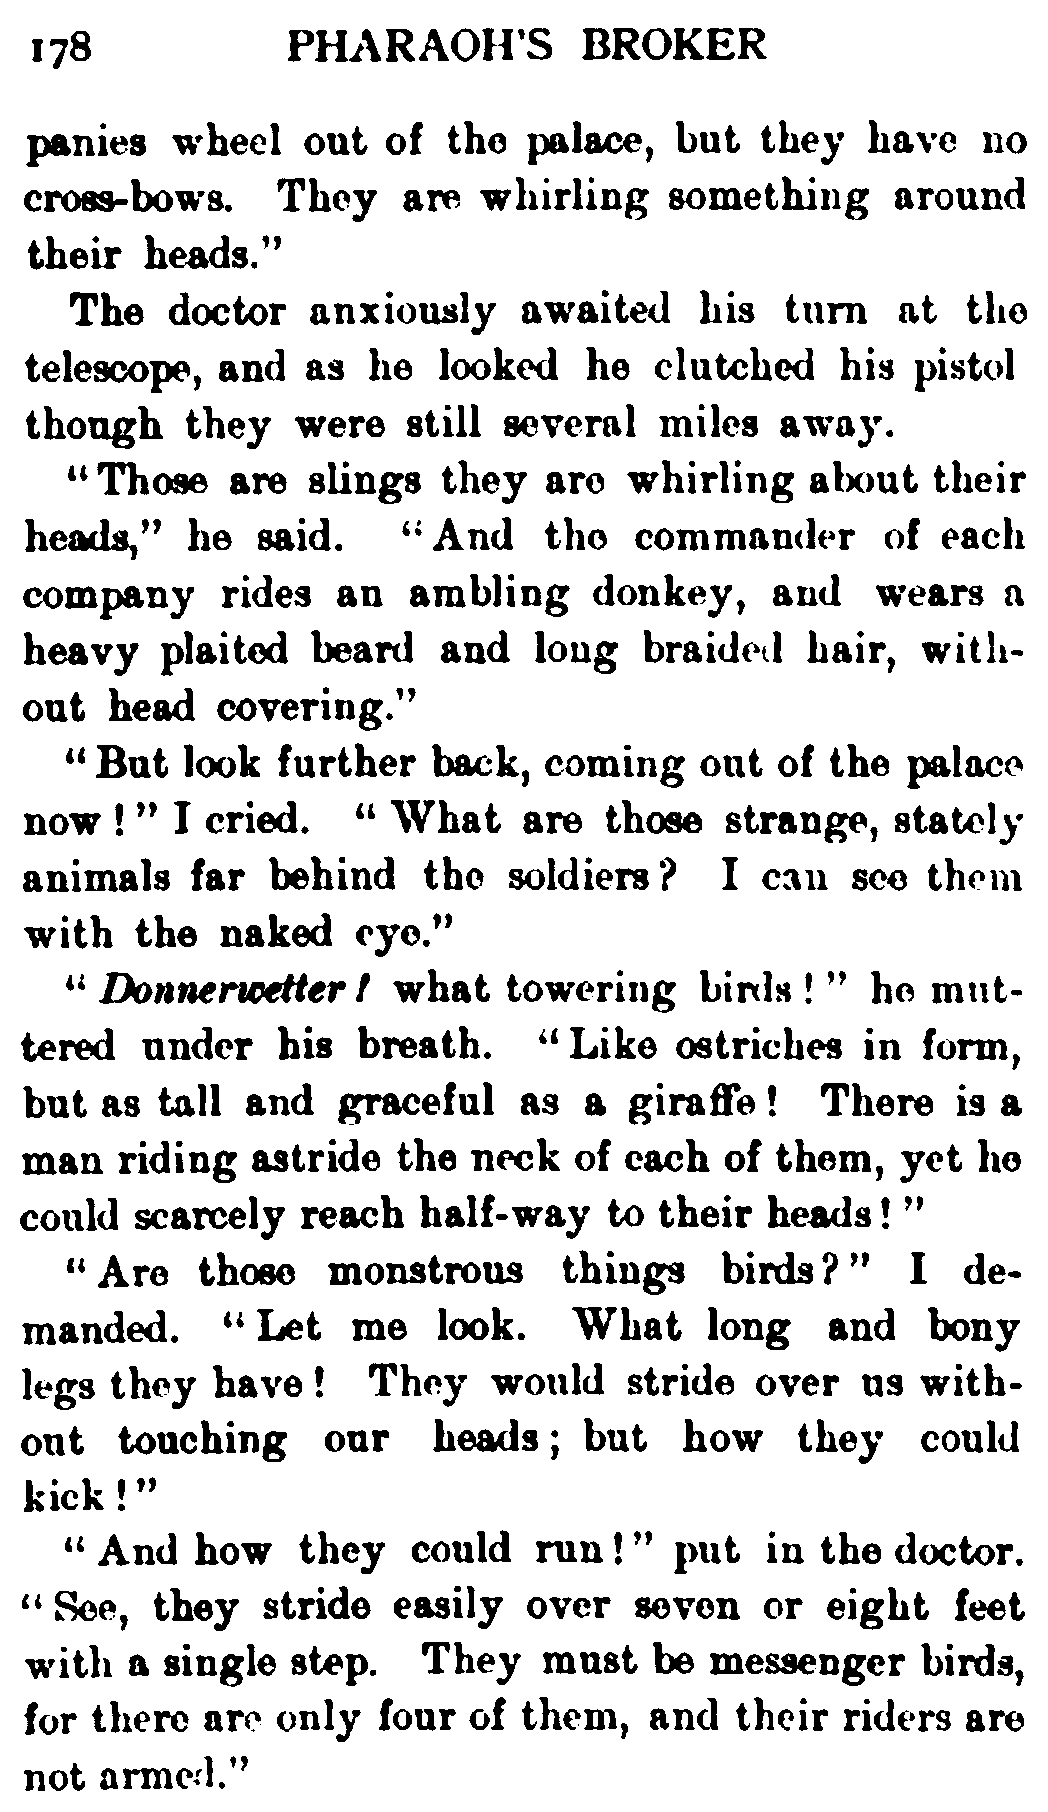 178 PHARAOH'S BROKER
panies wheel out of the palace, but they have no
cross-bows. They are whirling something around
their heads."
The doctor anxiously awaited his turn at the
telescope, and as he looked he clutched his pistol
though they were still several miles away.
"Those are slings they are whirling about their
heads," he said. "And the commander of each
company rides an ambling donkey, and wears a
heavy plaited beard and long braided hair, with-
out head covering."
"But look further back, coming out of the palace
now!" I cried. "What are those strange, stately
animals far behind the soldiers? I can see them
with the naked eye."
"Donnerwetter! what towering birds!" he mut-
tered under his breath. "Like ostriches in form,
but as tall and graceful as a giraffe! There is a
man riding astride the neck of each of them, yet he
could scarcely reach half-way to their heads!"
"Are those monstrous things birds?" I de-
manded. "Let me look. What long and bony
legs they have! They would stride over us with-
out touching our heads; but how they could
kick!"
"And how they could run!" put in the doctor.
"See, they stride easily over seven or eight feet
with a single step. They must be messenger birds,
for there are only four of them, and their riders are
not armed."